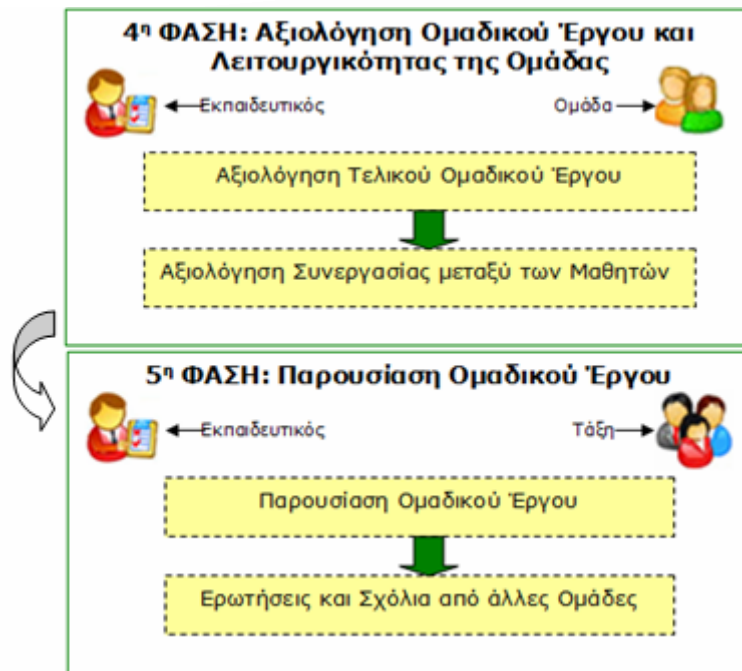 4η ΦΑΣΗ: Αξιολόγηση Ομαδικού Έργου και
Λειτουργικότητας της Ομάδας
Εκπαιδευτικός
Ομάδα
Αξιολόγηση Τελικού Ομαδικού Έργου
Αξιολόγηση Συνεργασίας μεταξύ των Μαθητών
5η ΦΑΣΗ: Παρουσίαση Ομαδικού Έργου
Εκπαιδευτικός
Τάξη
Παρουσίαση Ομαδικού Έργου
Ερωτήσεις και Σχόλια από άλλες Ομάδες